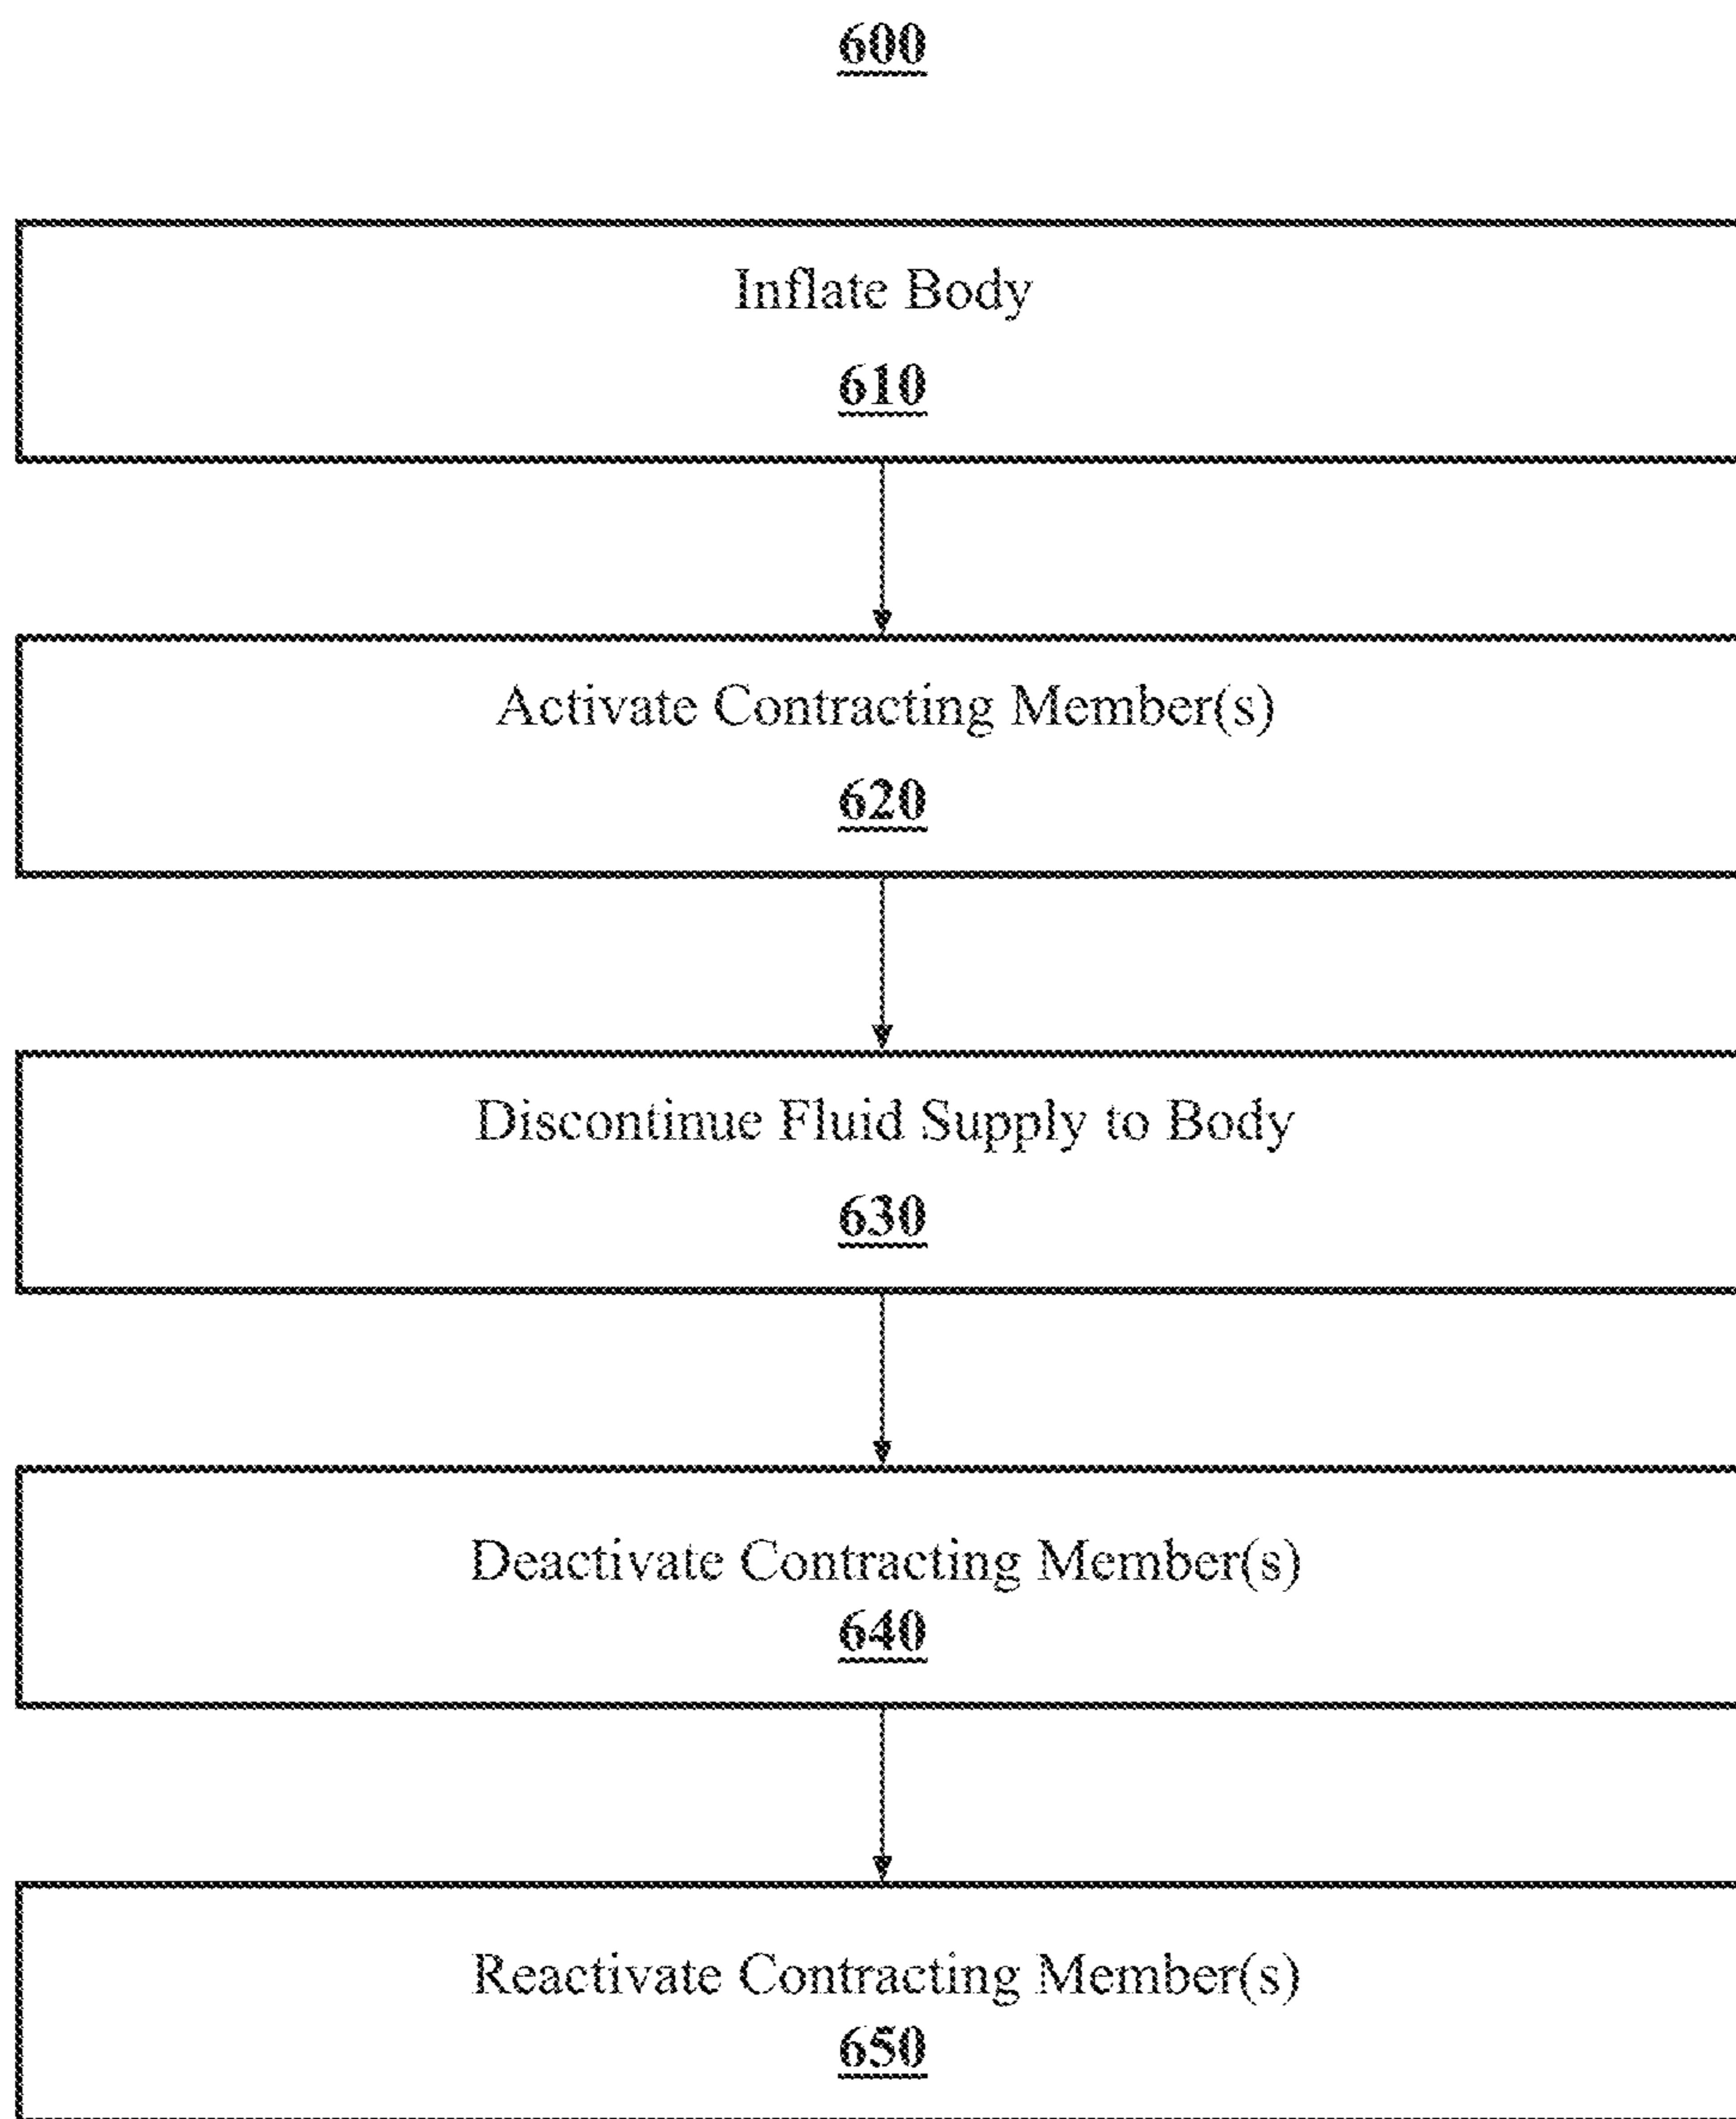 600
Inflate Body
610
Activate Contracting Member(s)
620
Discontinue Fluid Supply to Body
630
Deactivate Contracting Member(s)
640
Reactivate Contracting Member(s)
650